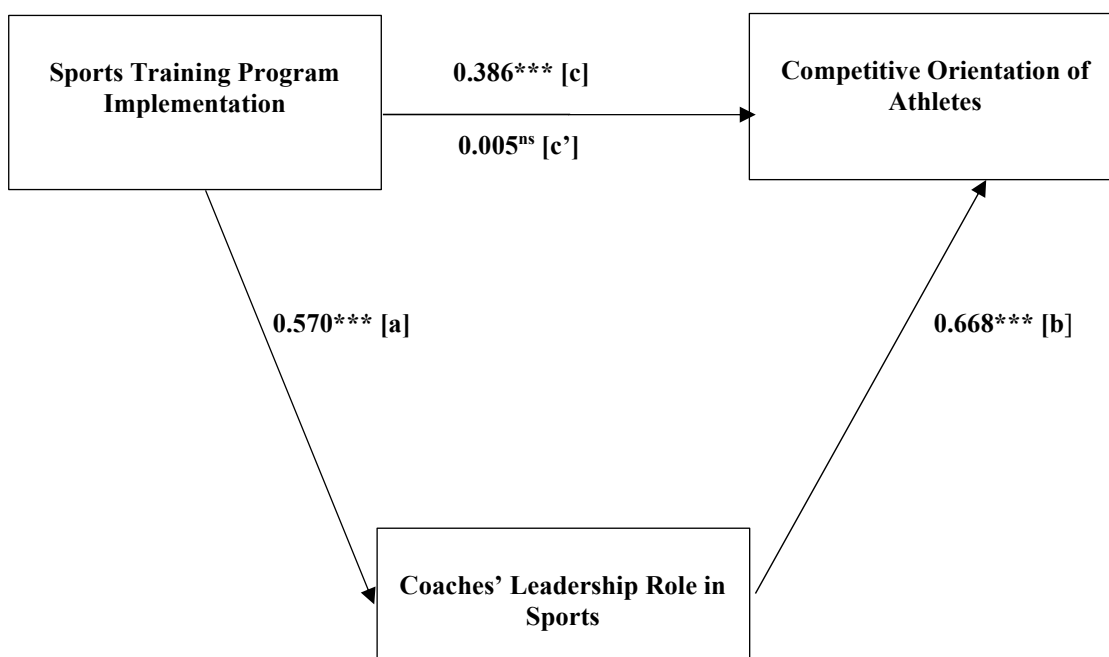 Sports Training Program
Implementation
0.386*** [c]
Competitive Orientation of
Athletes
0.005ns [c’]
0.570*** [a]
0.668*** [b]
Coaches’ Leadership Role in
Sports